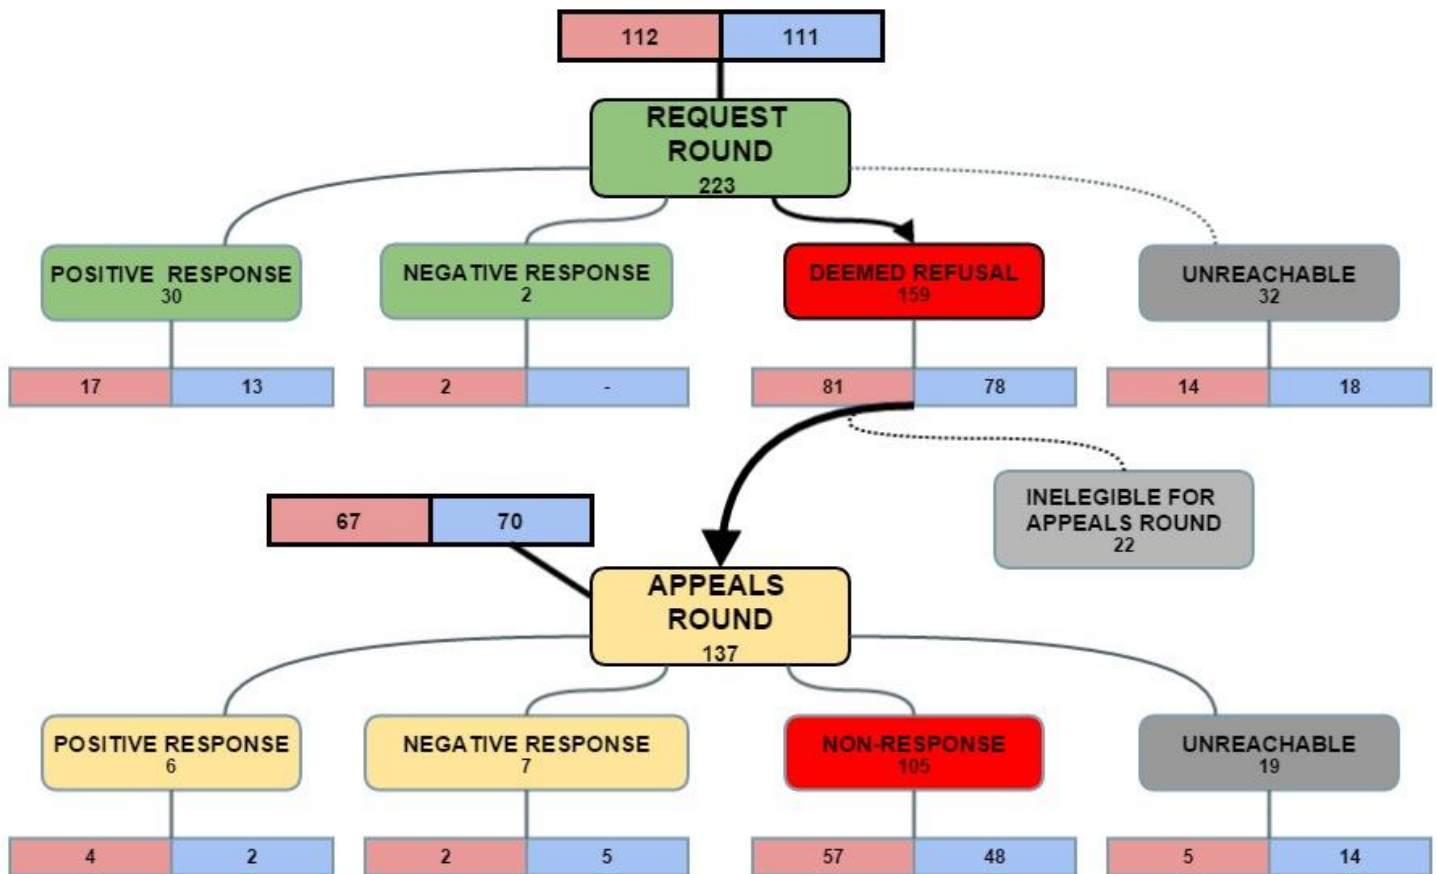 112 111
REQUEST
ROUND
223
POSITIVE RESPONSE
30
NEGATIVE RESPONSE
2
DEEMED REFUSAL
159
UNREACHABLE
32
17 13
2 -
81 78
14 18
INELEGIBLE FOR
APPEALS ROUND
22
67 70
APPEALS
ROUND
137
POSITIVE RESPONSE
6
NEGATIVE RESPONSE
7
NON-RESPONSE
105
UNREACHABLE
19
4 2
2 5
57 48
5 14